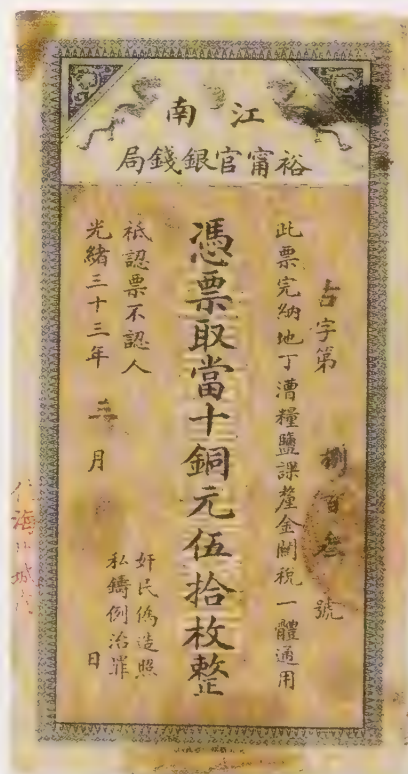 江南
裕甯官銀錢局
占字第捌百叁號
此票完納地丁漕糧鹽課釐金關稅一體通用
憑票取當十銅元伍拾枚整
祗認票不認人
奸民僞造照
私鑄例治罪
光緒三十三年 月 日